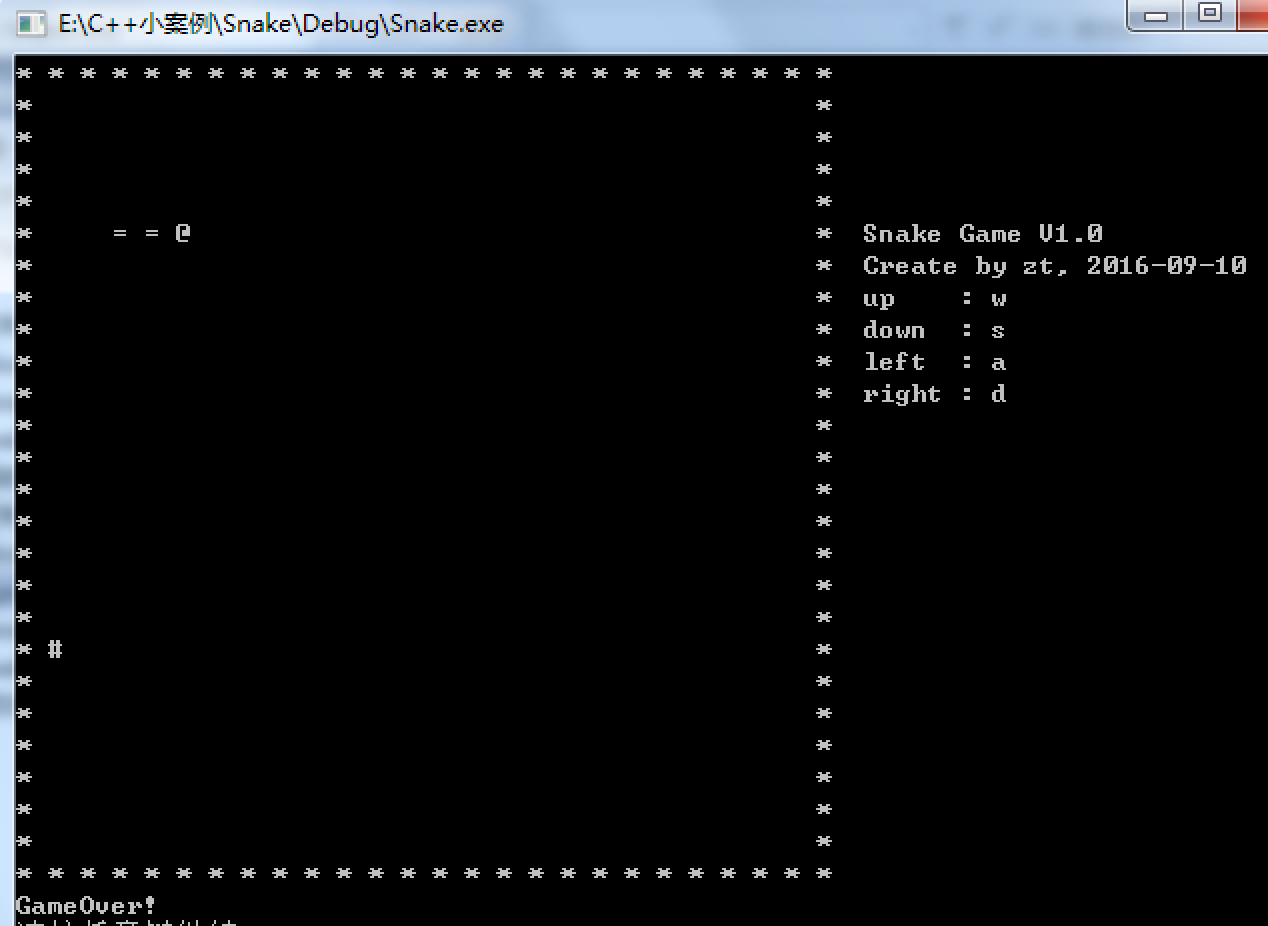 E:\C++小案例\Snake\Debug\Snake.exe
* * * * * * * * * * * * * * * * * * * * * * * * * *
* *
* *
* *
* *
* = = @ * Snake Game V1.0
* * Create by zt, 2016-09-10
* * up : w
* * down : s
* * left : a
* * right : d
* *
* *
* *
* *
* *
* *
* *
* # *
* *
* *
* *
* *
* *
* *
* * * * * * * * * * * * * * * * * * * * * * * * * *
GameOver!